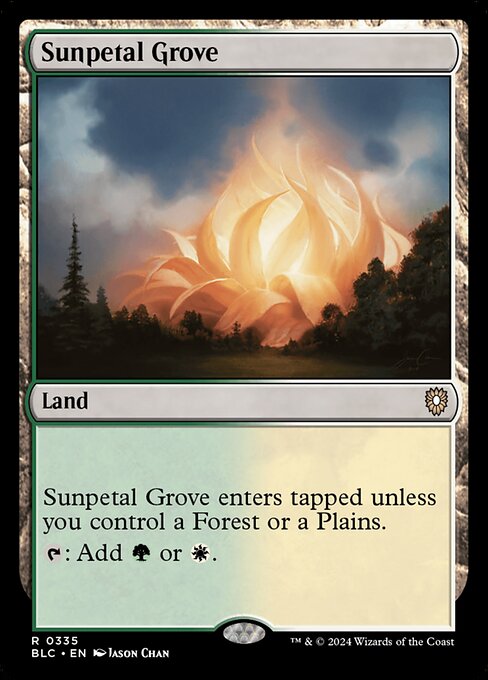 Sunpetal Grove
Land
Sunpetal Grove enters tapped unless
you control a Forest or a Plains.
: Add or .
R 0335
™ & © 2024 Wizards of the Coast
BLC • EN Jason Chan